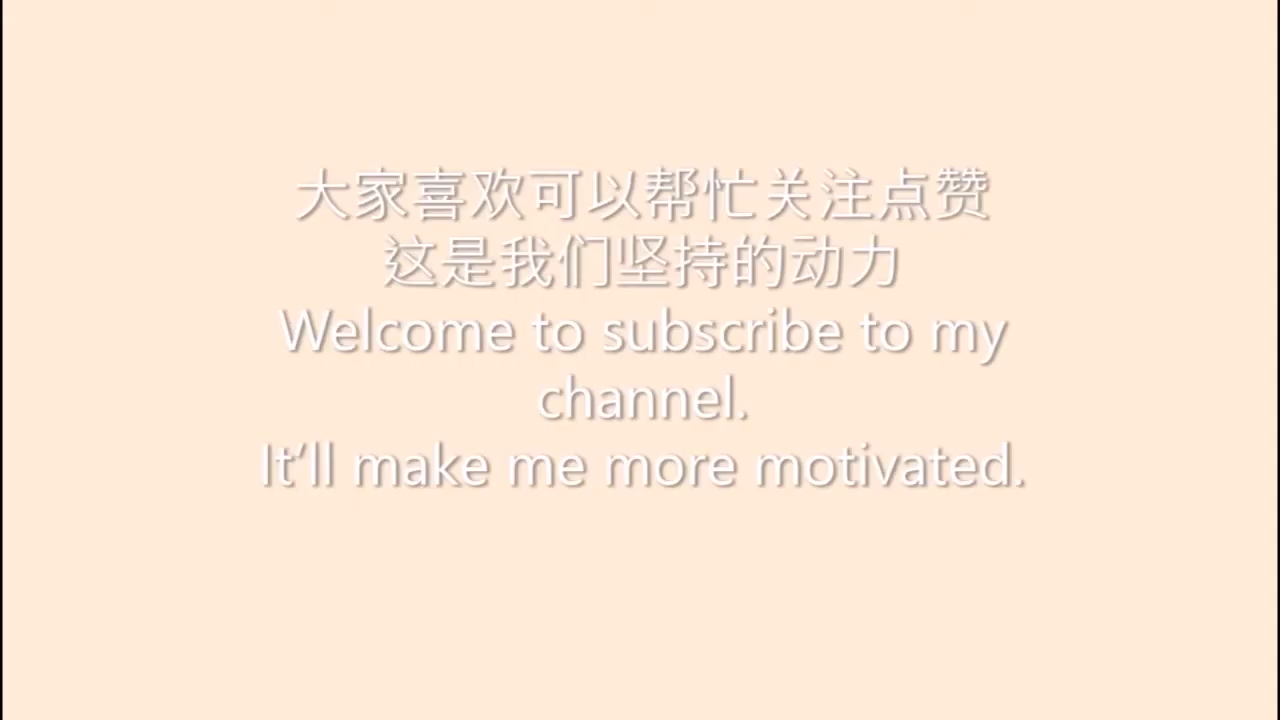 大家喜欢可以帮忙关注点赞
这是我们坚持的动力
Welcome to subscribe to my
channel.
It‘ll make me more motivated.